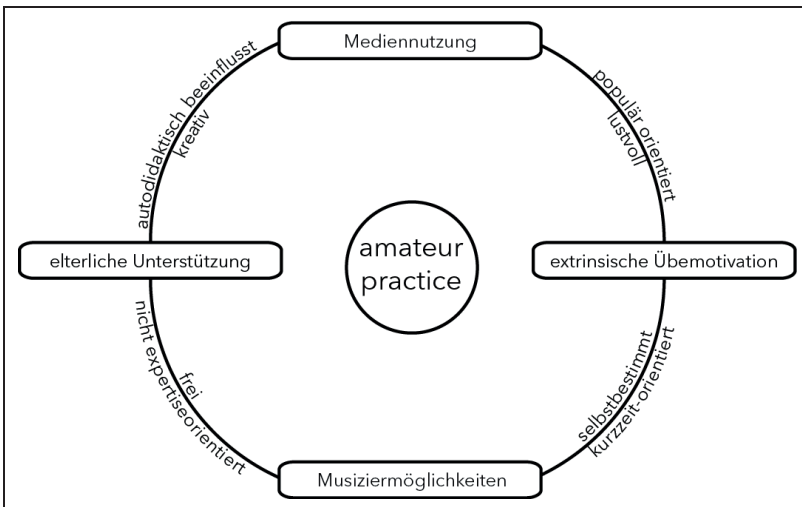 Mediennutzung
autodidaktisch beeinflusst
kreativ
populär orientiert
lustvoll
elterliche Unterstützung
amateur
practice
extrinsische Übemotivation
nicht expertiseorientiert
frei
selbstbestimmt
kurzzeit-orientiert
Musiziermöglichkeiten